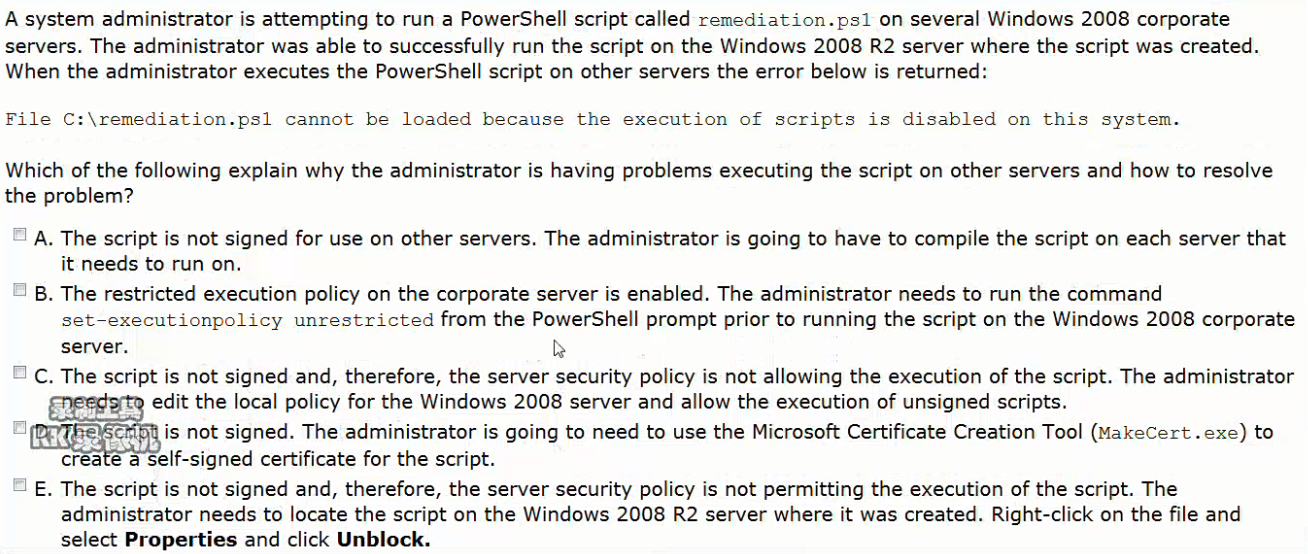 A system administrator is attempting to run a PowerShell script called remediation.ps1 on several Windows 2008 corporate
servers. The administrator was able to successfully run the script on the Windows 2008 R2 server where the script was created.
When the administrator executes the PowerShell script on other servers the error below is returned:
File C:\remediation.ps1 cannot be loaded because the execution of scripts is disabled on this system.
Which of the following explain why the administrator is having problems executing the script on other servers and how to resolve
the problem?
A. The script is not signed for use on other servers. The administrator is going to have to compile the script on each server that
it needs to run on.
B. The restricted execution policy on the corporate server is enabled. The administrator needs to run the command
set-executionpolicy unrestricted from the PowerShell prompt prior to running the script on the Windows 2008 corporate
server.
C. The script is not signed and, therefore, the server security policy is not allowing the execution of the script. The administrator
needs to edit the local policy for the Windows 2008 server and allow the execution of unsigned scripts.
D. The script is not signed. The administrator is going to need to use the Microsoft Certificate Creation Tool (MakeCert.exe) to
create a self-signed certificate for the script.
E. The script is not signed and, therefore, the server security policy is not permitting the execution of the script. The
administrator needs to locate the script on the Windows 2008 R2 server where it was created. Right-click on the file and
select Properties and click Unblock.